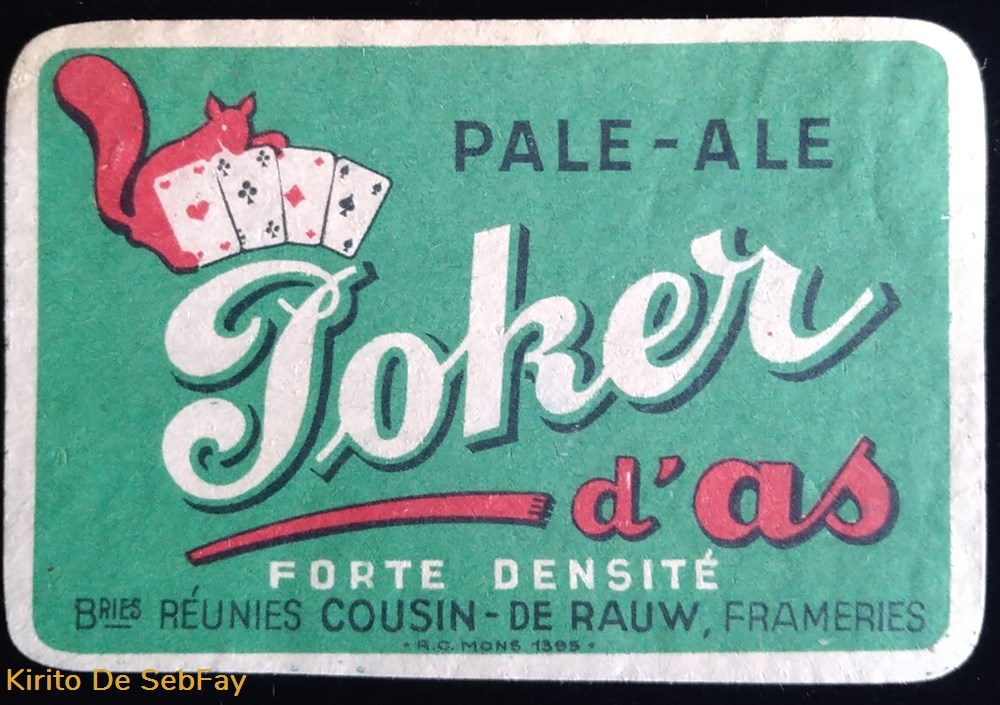 PALE-ALE
Joker
d'as
FORTE DENSITÉ
BRIES RÉUNIES COUSIN-DE RAUW, FRAMERIES
• R.C. MONS 1395 •
Kirito De SebFay